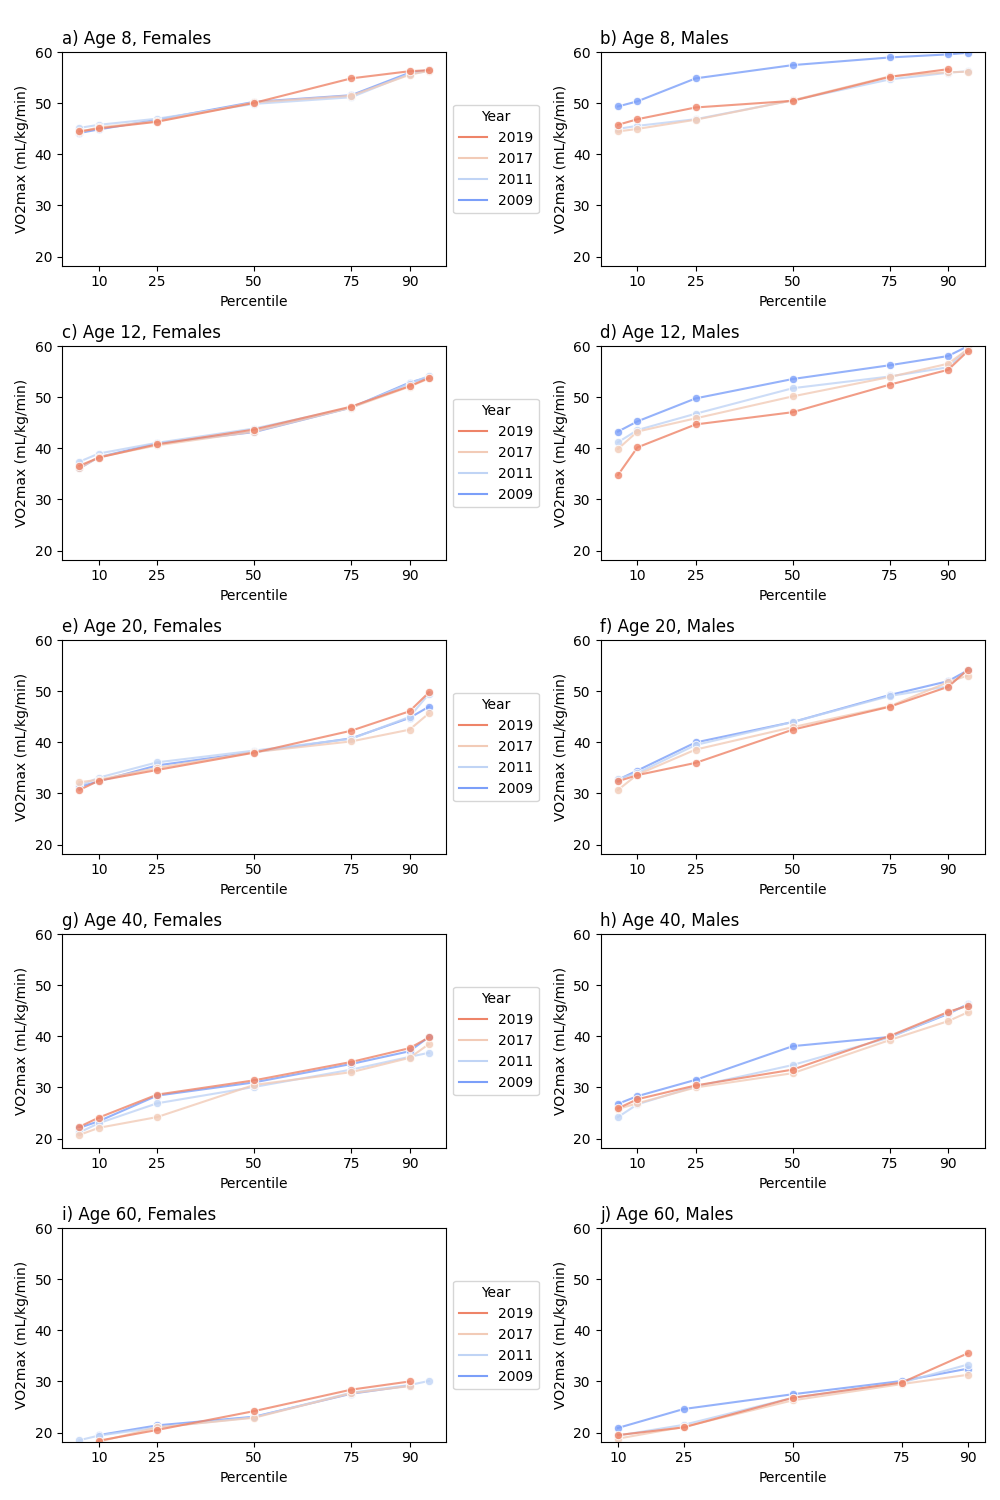 a) Age 8, Females
60
50
40
30
20
VO2max (mL/kg/min)
10 25 50 75 90
Percentile
Year
2019
2017
2011
2009
b) Age 8, Males
60
50
40
30
20
VO2max (mL/kg/min)
10 25 50 75 90
Percentile
c) Age 12, Females
60
50
40
30
20
VO2max (mL/kg/min)
10 25 50 75 90
Percentile
Year
2019
2017
2011
2009
d) Age 12, Males
60
50
40
30
20
VO2max (mL/kg/min)
10 25 50 75 90
Percentile
e) Age 20, Females
60
50
40
30
20
VO2max (mL/kg/min)
10 25 50 75 90
Percentile
Year
2019
2017
2011
2009
f) Age 20, Males
60
50
40
30
20
VO2max (mL/kg/min)
10 25 50 75 90
Percentile
g) Age 40, Females
60
50
40
30
20
VO2max (mL/kg/min)
10 25 50 75 90
Percentile
Year
2019
2017
2011
2009
h) Age 40, Males
60
50
40
30
20
VO2max (mL/kg/min)
10 25 50 75 90
Percentile
i) Age 60, Females
60
50
40
30
20
VO2max (mL/kg/min)
10 25 50 75 90
Percentile
Year
2019
2017
2011
2009
j) Age 60, Males
60
50
40
30
20
VO2max (mL/kg/min)
10 25 50 75 90
Percentile